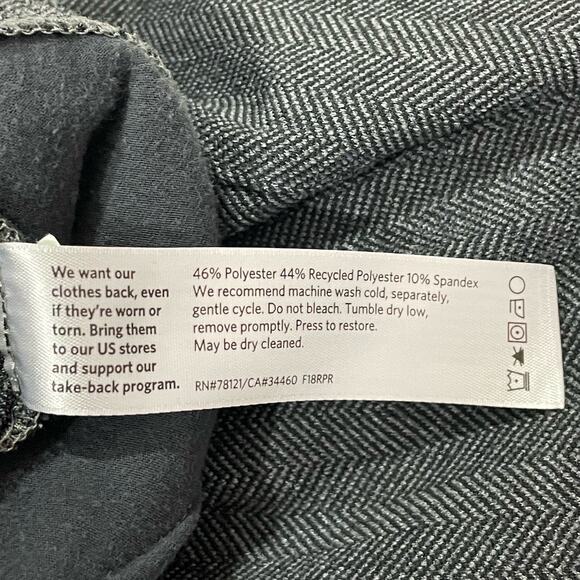 We want our
clothes back, even
if they're worn or
torn. Bring them
to our US stores
and support our
take-back program.
46% Polyester 44% Recycled Polyester 10% Spandex
We recommend machine wash cold, separately,
gentle cycle. Do not bleach. Tumble dry low,
remove promptly. Press to restore.
May be dry cleaned.
RN#78121/CA#34460 F18RPR